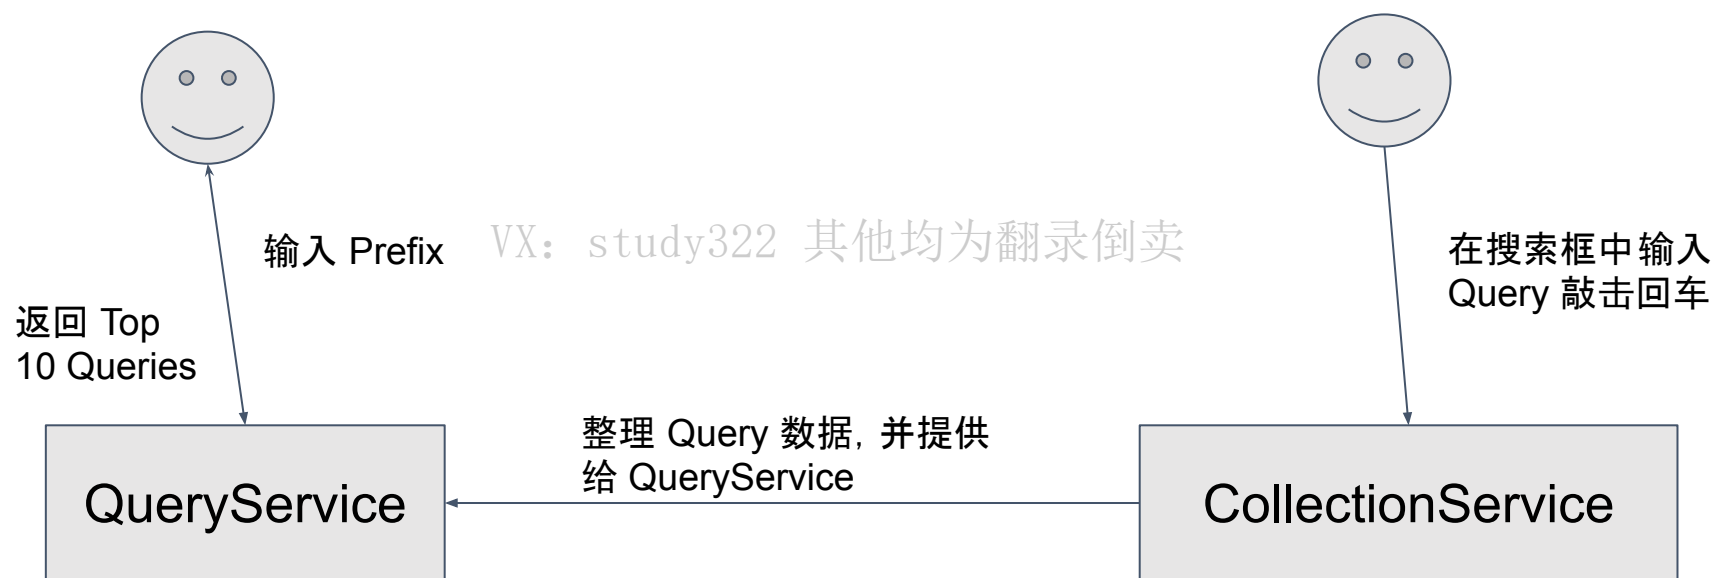 输入 Prefix
VX: study322 其他均为翻录倒卖
在搜索框中输入
Query 敲击回车
返回 Top
10 Queries
整理 Query 数据, 并提供
给 QueryService
QueryService
CollectionService